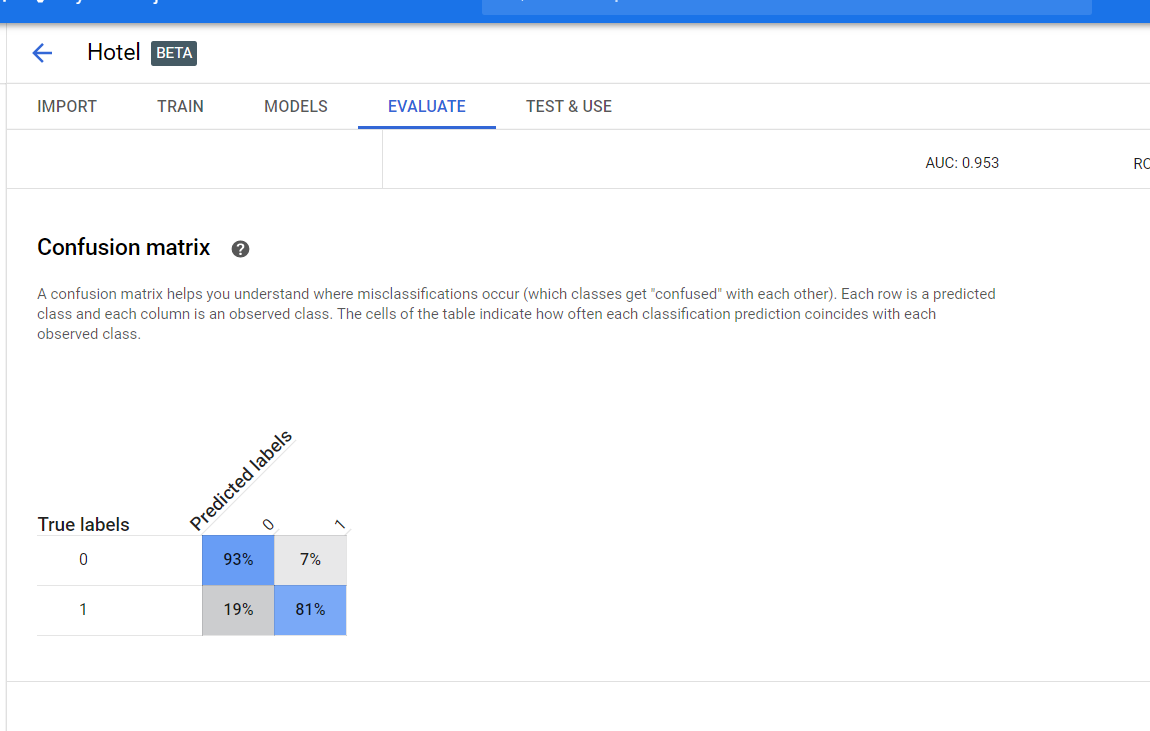 Hotel BETA
IMPORT TRAIN MODELS EVALUATE TEST & USE
AUC: 0.953
Confusion matrix ?
A confusion matrix helps you understand where misclassifications occur (which classes get "confused" with each other). Each row is a predicted
class and each column is an observed class. The cells of the table indicate how often each classification prediction coincides with each
observed class.
Predicted labels
True labels 0 1
0 93% 7%
1 19% 81%